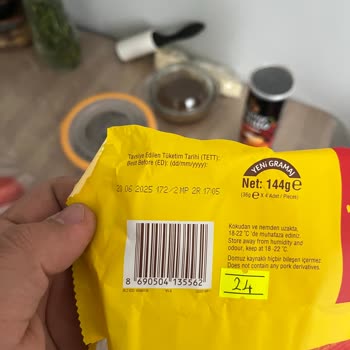 Tavsiye Edilen Tüketim Tarihi (TETT):
Best Before (ED): (dd/mm/yyyy):
20 06 2025 172/2 MP 2R 17:05
YENİ GRAMAJ
Net: 144g e
(36g e X 4 Adet / Pieces)
Kokudan ve nemden uzakta,
18-22 °C 'de muhafaza ediniz.
Store away from humidity and
odour, keep at 18 -22 °C.
Domuz kaynaklı hiçbir bileşen içermez.
Does not contain any pork derivatives.
8 690504 135562
24